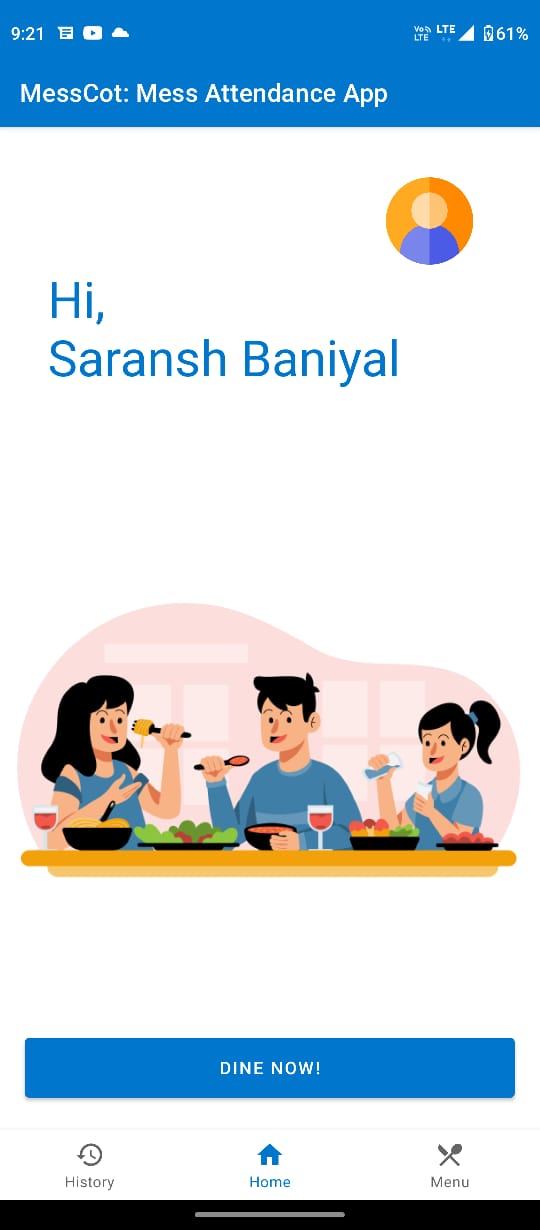 9:21
Vo))
LTE
LTE
61%
MessCot: Mess Attendance App
Hi,
Saransh Baniyal
DINE NOW!
History
Home
Menu